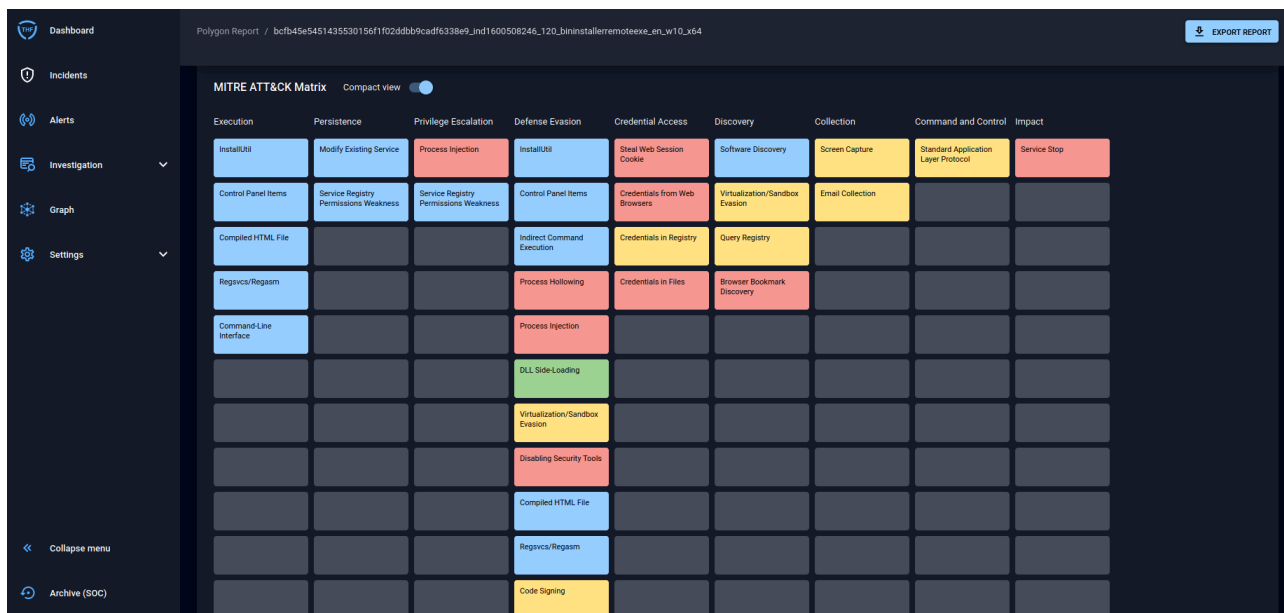 THF
Dashboard
Incidents
Alerts
Investigation
Graph
Settings
Collapse menu
Archive (SOC)
Polygon Report / bcfb45e5451435530156f1f02ddbb9cadf6338e9_ind1600508246_120_bininstallerremoteexe_en_w10_x64
EXPORT REPORT
MITRE ATT&CK Matrix Compact view
Execution Persistence Privilege Escalation Defense Evasion Credential Access Discovery Collection Command and Control Impact
InstallUtil
Modify Existing Service
Process Injection
InstallUtil
Steal Web Session
Cookie
Software Discovery
Screen Capture
Standard Application
Layer Protocol
Service Stop
Control Panel Items
Service Registry
Permissions Weakness
Service Registry
Permissions Weakness
Control Panel Items
Credentials from Web
Browsers
Virtualization/Sandbox
Evasion
Email Collection
Compiled HTML File
Indirect Command
Execution
Credentials in Registry
Query Registry
Regsvcs/Regasm
Process Hollowing
Credentials in Files
Browser Bookmark
Discovery
Command-Line
Interface
Process Injection
DLL Side-Loading
Virtualization/Sandbox
Evasion
Disabling Security Tools
Compiled HTML File
Regsvcs/Regasm
Code Signing